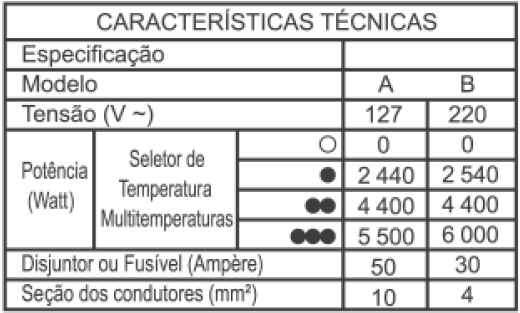 CARACTERÍSTICAS TÉCNICAS
Especificação
Modelo A B
Tensão (V ~) 127 220
Potência (Watt) Seletor de Temperatura Multitemperaturas
○ 0 0
● 2 440 2 540
●● 4 400 4 400
●●● 5 500 6 000
Disjuntor ou Fusível (Ampère) 50 30
Seção dos condutores (mm²) 10 4